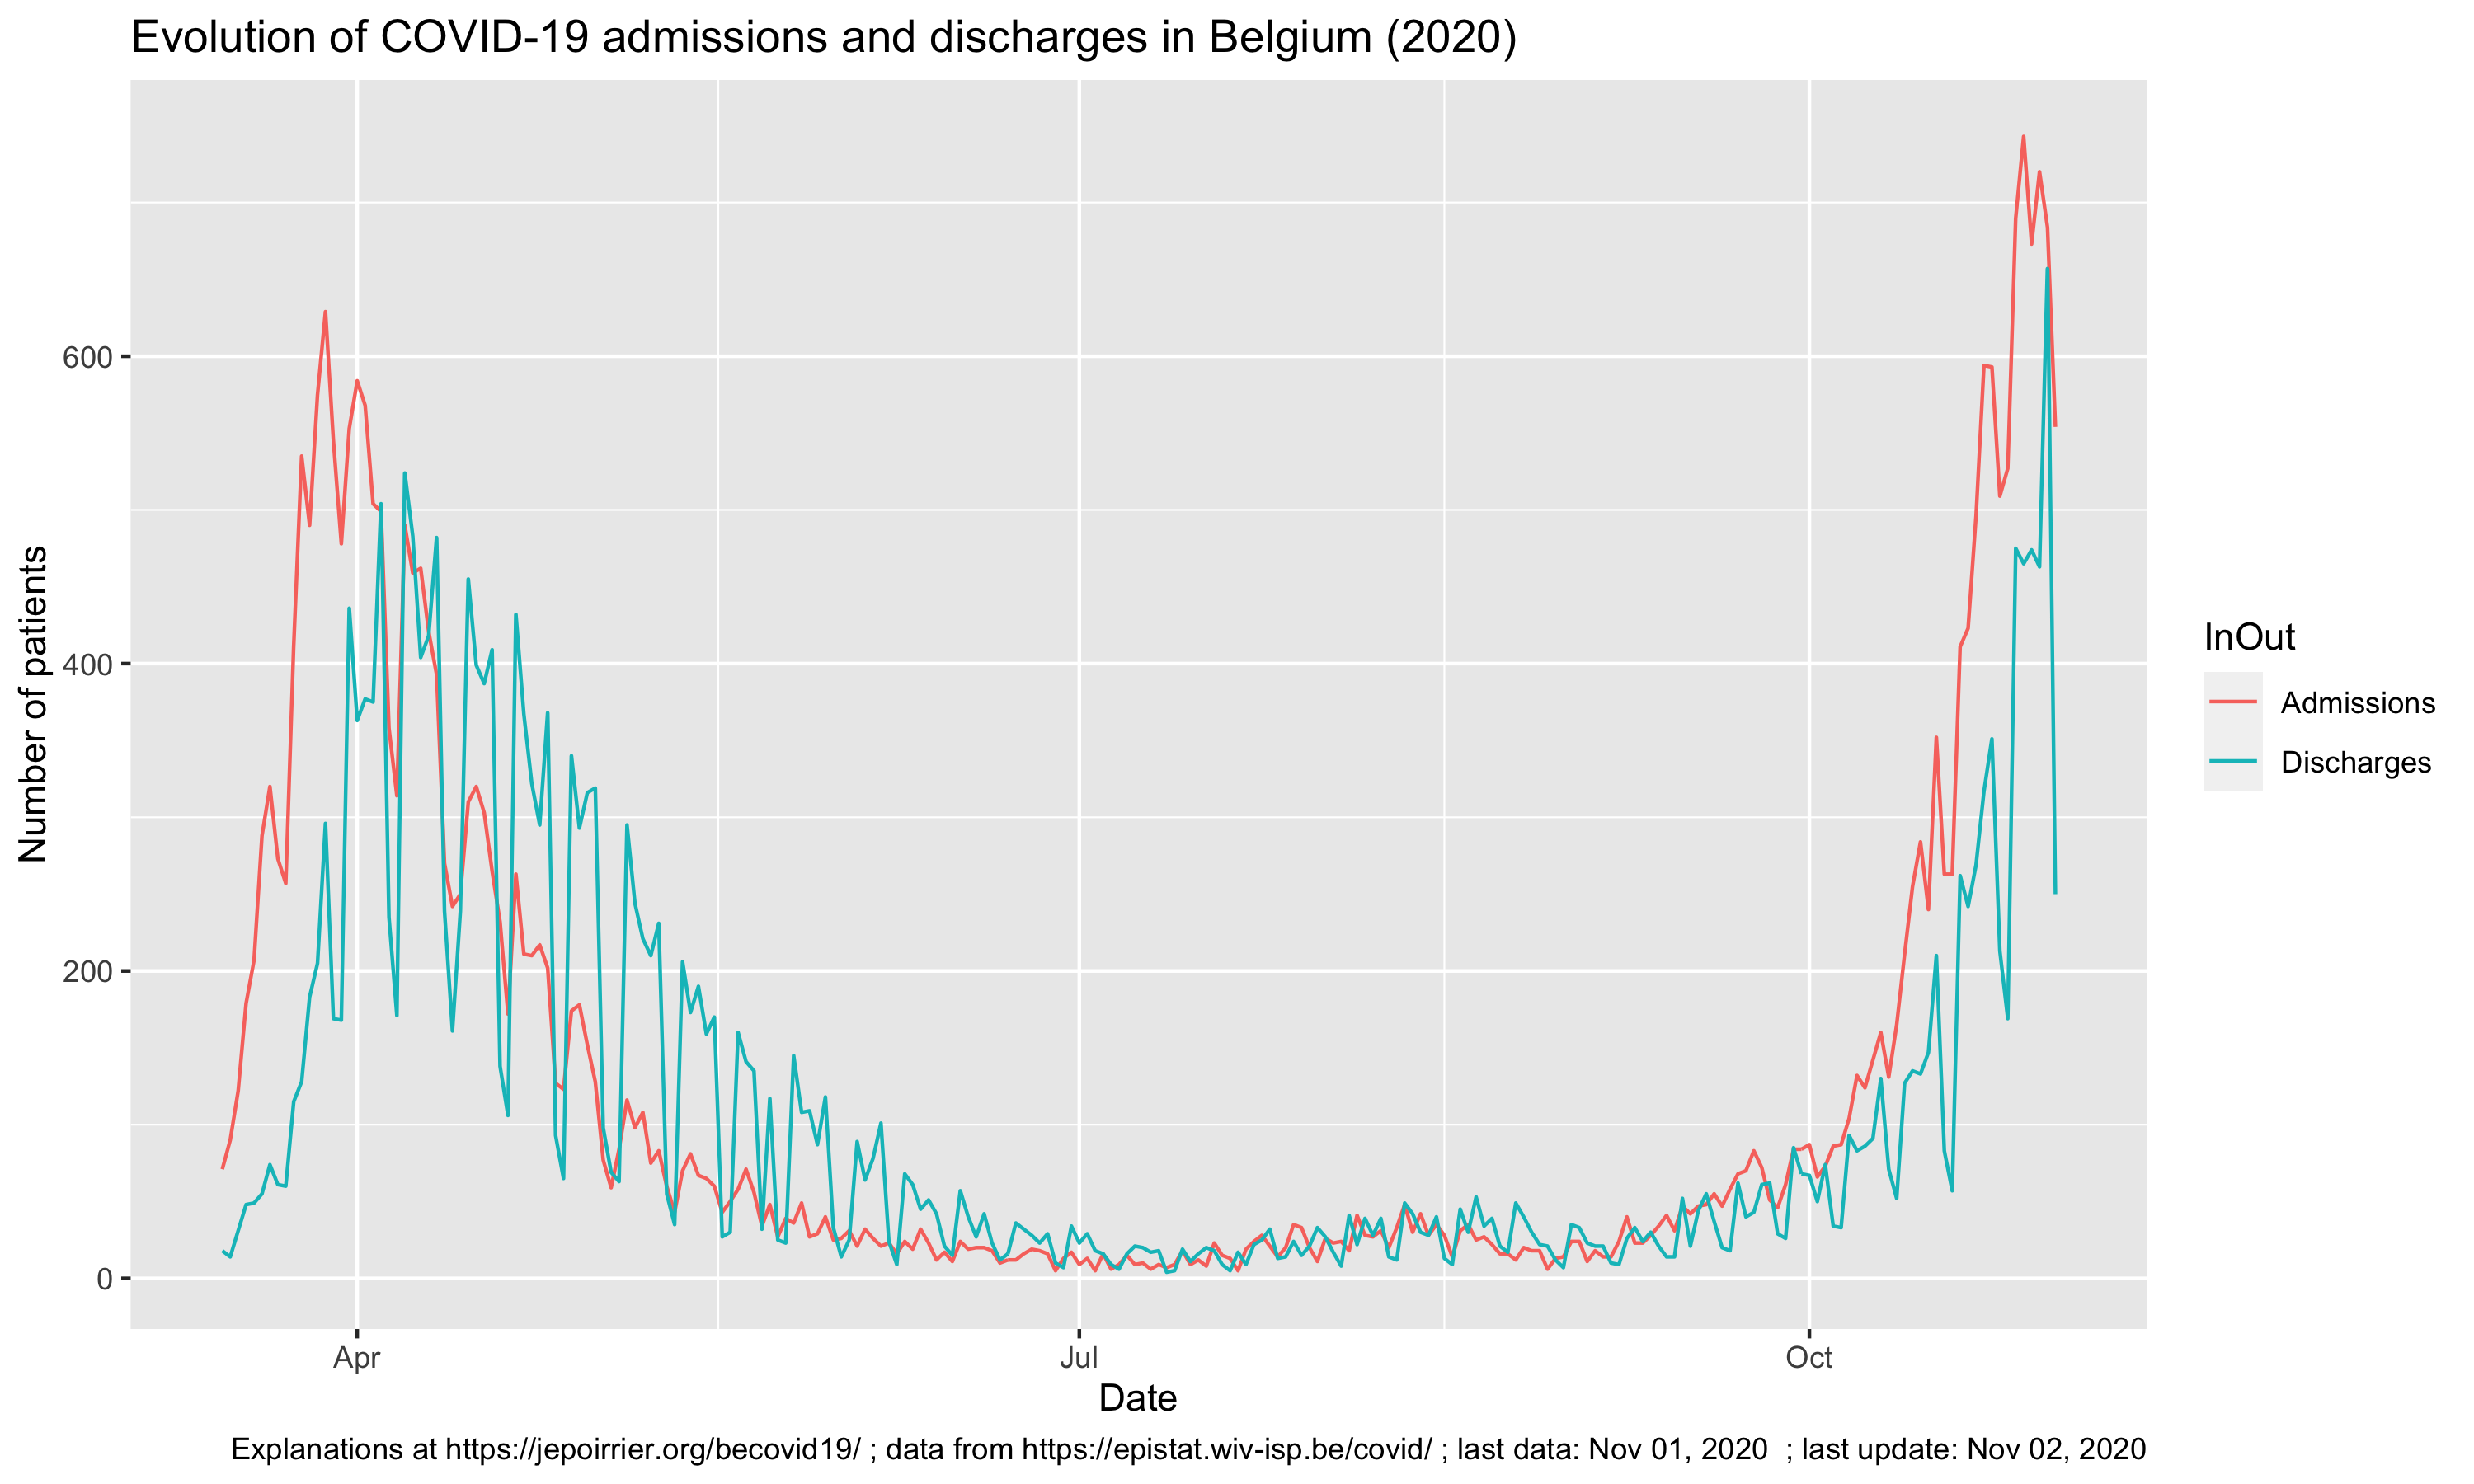 Evolution of COVID-19 admissions and discharges in Belgium (2020)
Number of patients
600
400
200
0
Apr
Jul
Oct
Date
InOut
Admissions
Discharges
Explanations at https://jepoirrier.org/becovid19/ ; data from https://epistat.wiv-isp.be/covid/ ; last data: Nov 01, 2020  ; last update: Nov 02, 2020